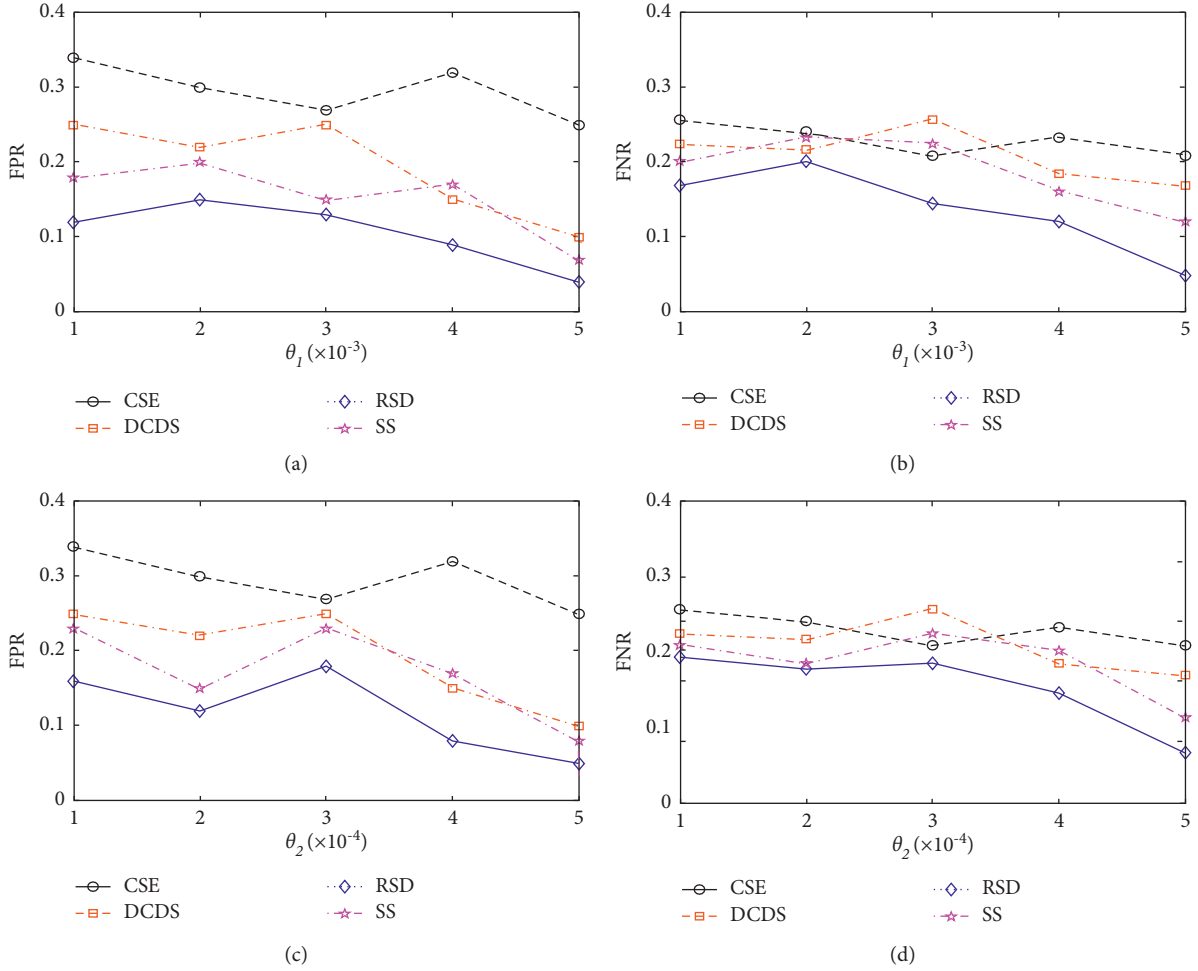 0.4
0.3
0.2
0.1
0
FPR
1 2 3 4 5
θ1 (×10-3)
CSE RSD
DCDS SS
(a)
0.4
0.3
0.2
0.1
0
FNR
1 2 3 4 5
θ1 (×10-3)
CSE RSD
DCDS SS
(b)
0.4
0.3
0.2
0.1
0
FPR
1 2 3 4 5
θ2 (×10-4)
CSE RSD
DCDS SS
(c)
0.4
0.3
0.2
0.1
0
FNR
1 2 3 4 5
θ2 (×10-4)
CSE RSD
DCDS SS
(d)